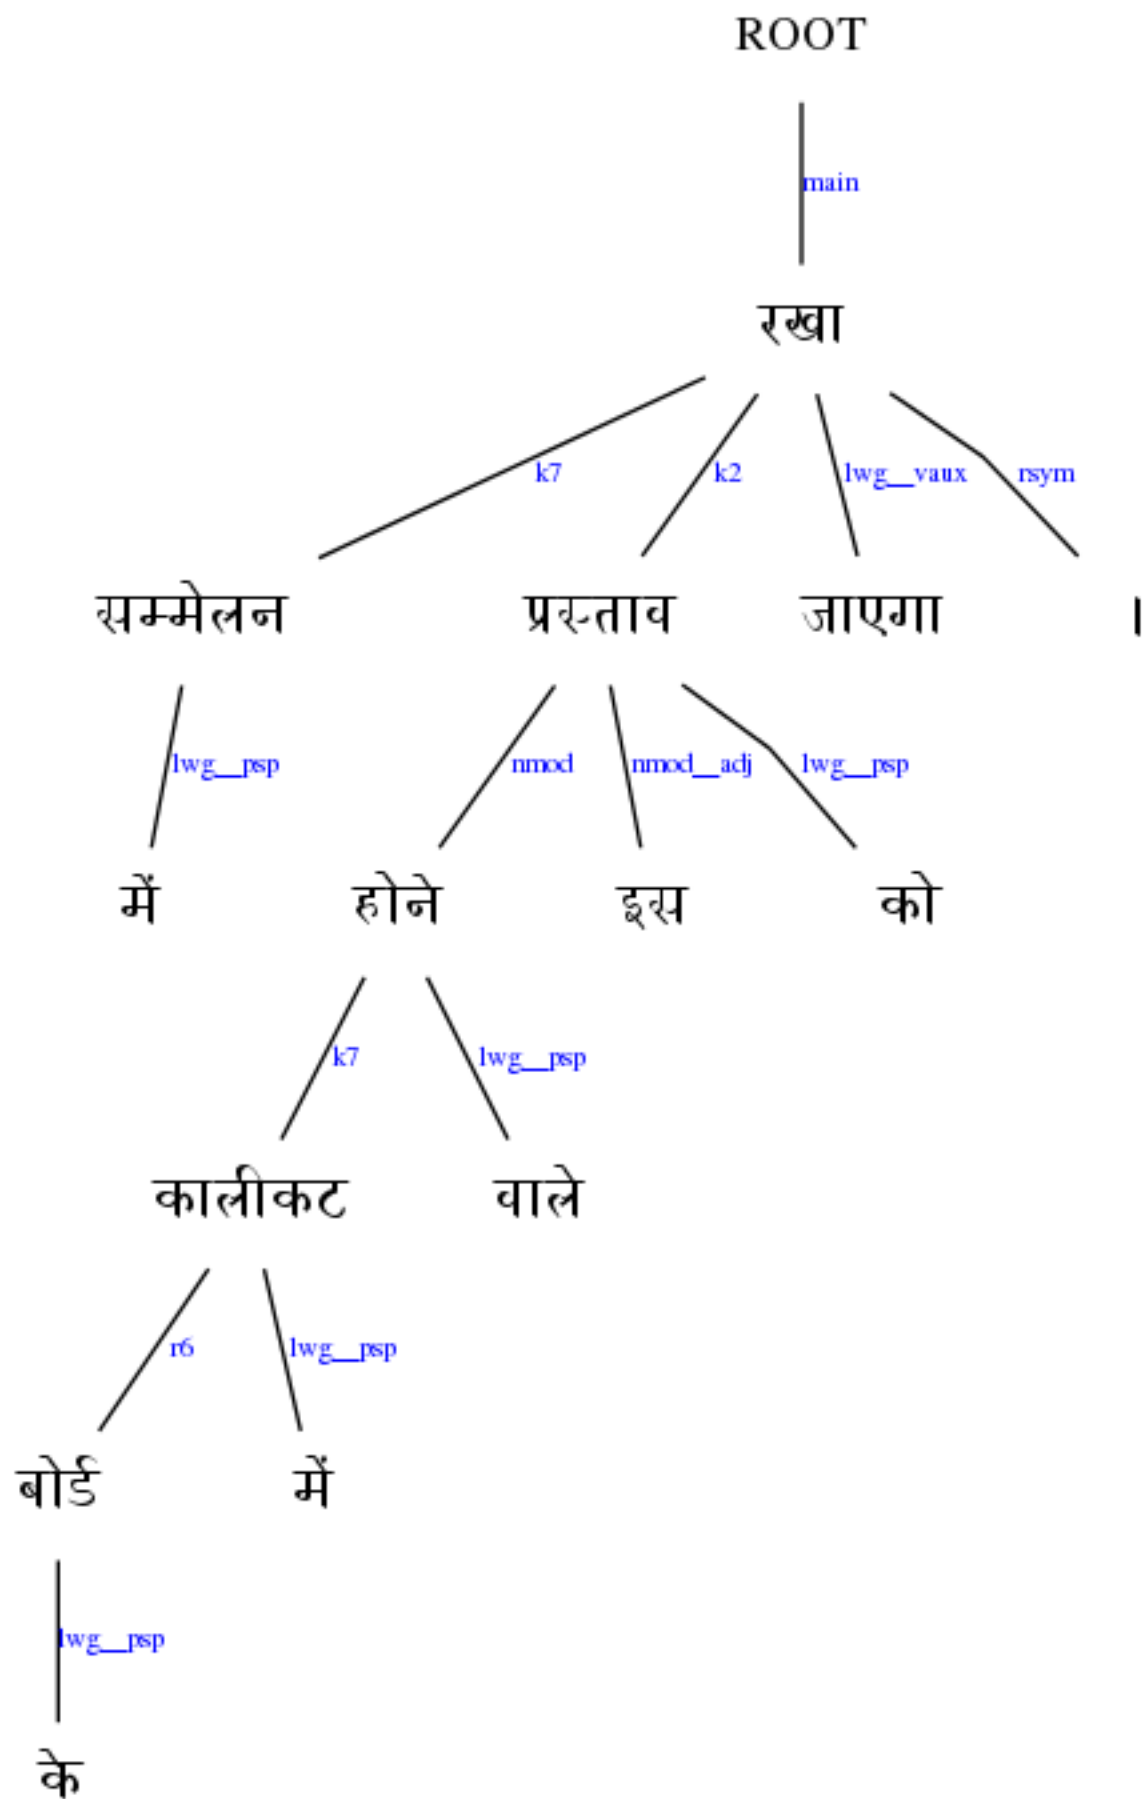 ROOT
main
रखा
k7 k2 lwg__vaux rsym
सम्मेलन प्रस्ताव जाएगा ।
lwg__psp nmod nmod__adj lwg__psp
में होने इस को
k7 lwg__psp
कालीकट वाले
r6 lwg__psp
बोर्ड में
lwg__psp
के